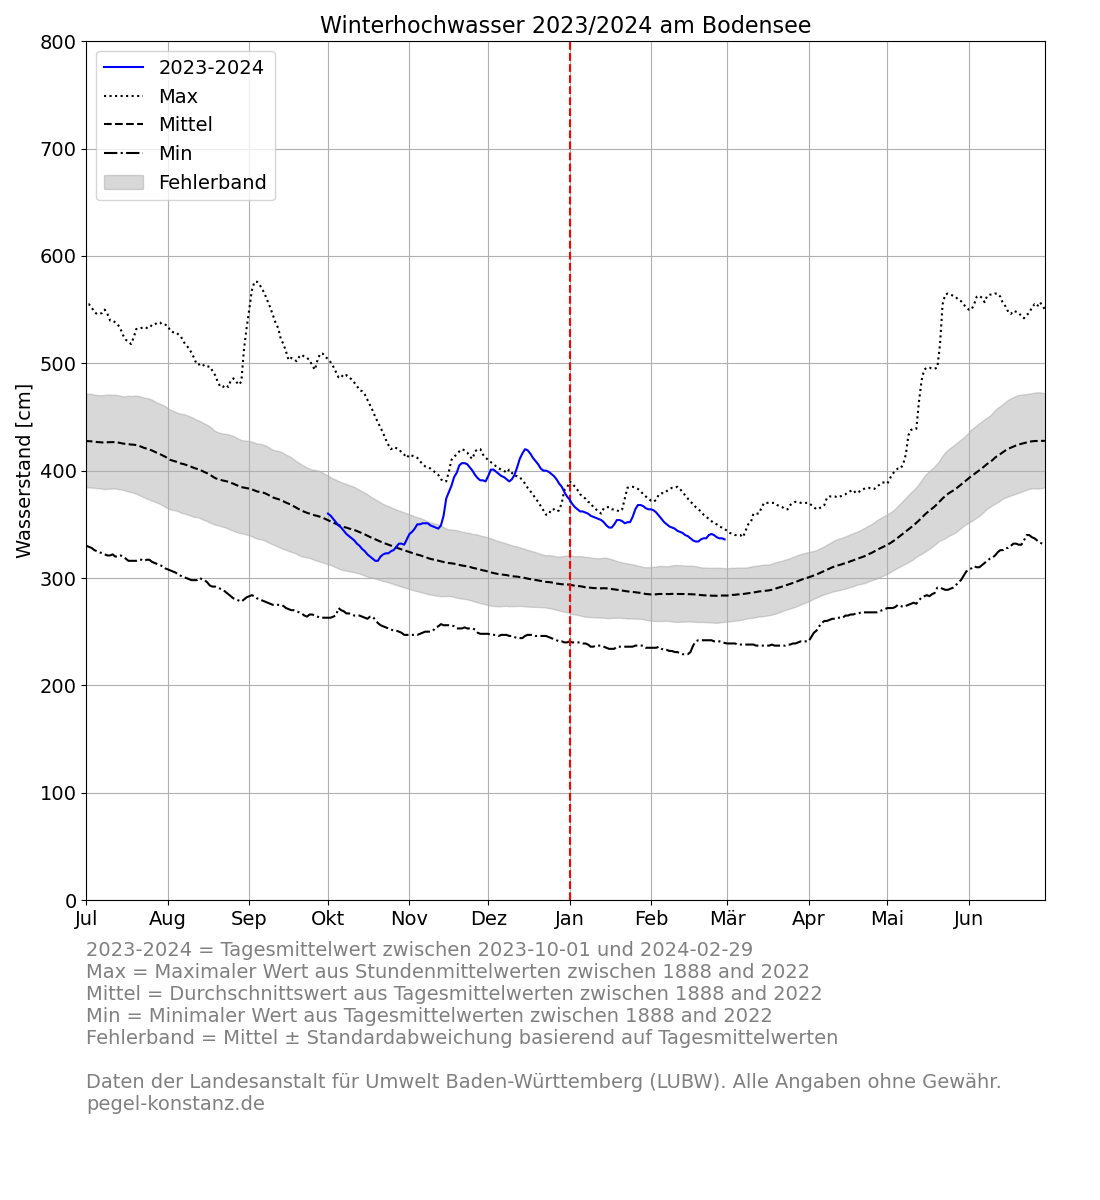 Winterhochwasser 2023/2024 am Bodensee
800
700
600
500
400
300
200
100
0
Wasserstand [cm]
2023-2024
Max
Mittel
Min
Fehlerband
Jul Aug Sep Okt Nov Dez Jan Feb Mär Apr Mai Jun
2023-2024 = Tagesmittelwert zwischen 2023-10-01 und 2024-02-29
Max = Maximaler Wert aus Stundenmittelwerten zwischen 1888 and 2022
Mittel = Durchschnittswert aus Tagesmittelwerten zwischen 1888 and 2022
Min = Minimaler Wert aus Tagesmittelwerten zwischen 1888 and 2022
Fehlerband = Mittel ± Standardabweichung basierend auf Tagesmittelwerten
Daten der Landesanstalt für Umwelt Baden-Württemberg (LUBW). Alle Angaben ohne Gewähr.
pegel-konstanz.de